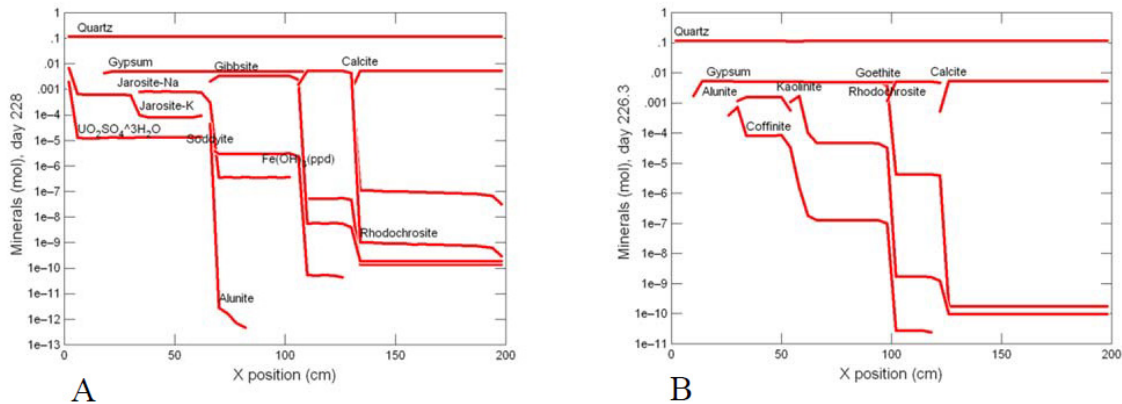 Quartz
Gypsum
Gibbsite
Calcite
Jarosite-Na
Jarosite-K
UO2SO4^3H2O
Soddyite
Fe(OH)3(ppd)
Rhodochrosite
Alunite
1
.1
.01
.001
1e-4
1e-5
1e-6
1e-7
1e-8
1e-9
1e-10
1e-11
1e-12
1e-13
Minerals (mol), day 228
0 50 100 150 200
X position (cm)
A
Quartz
Gypsum
Goethite
Calcite
Alunite
Kaolinite
Rhodochrosite
Coffinite
1
.1
.01
.001
1e-4
1e-5
1e-6
1e-7
1e-8
1e-9
1e-10
1e-11
Minerals (mol), day 226.3
0 50 100 150 200
X position (cm)
B